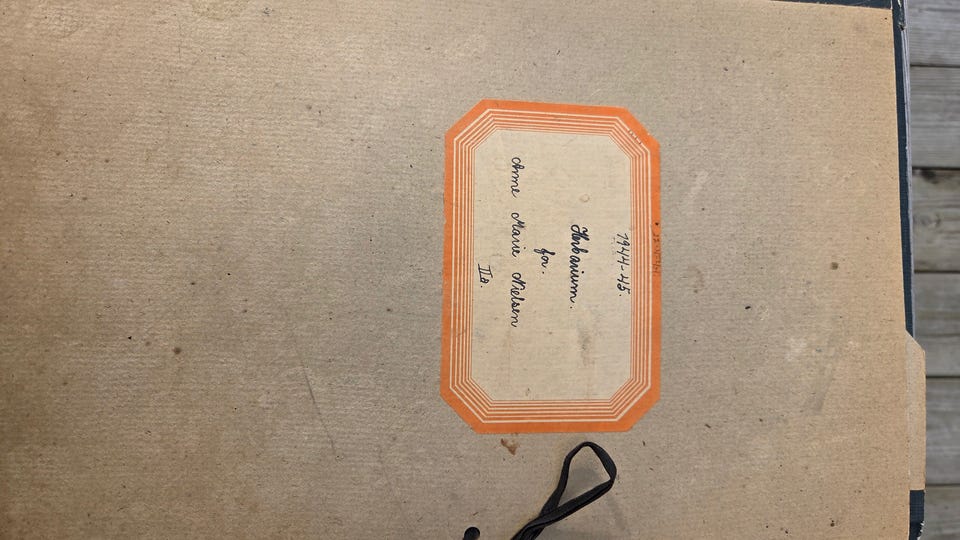 1944-45.
Herbarium.
for.
Anne Marie Nielsen
IIa.